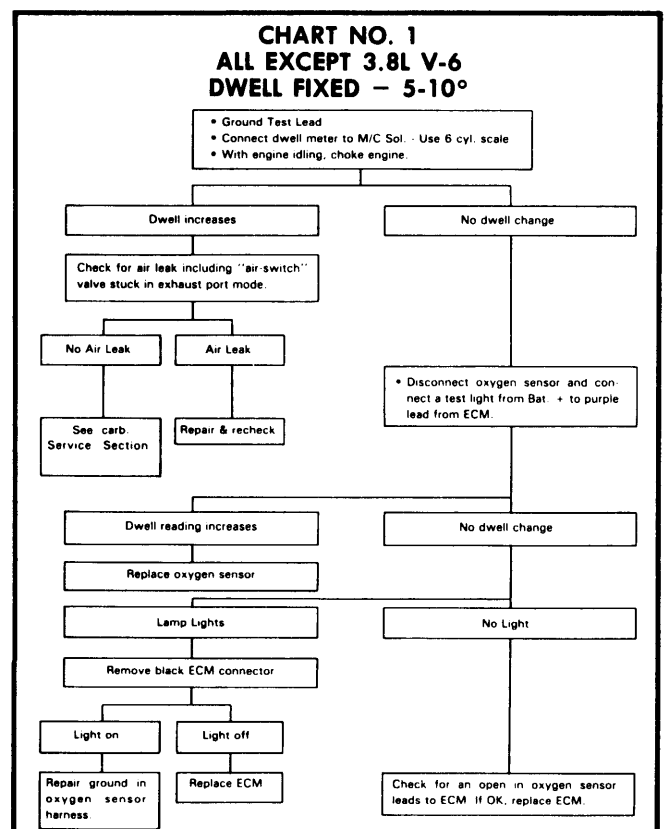 CHART NO. 1
ALL EXCEPT 3.8L V-6
DWELL FIXED – 5-10°
• Ground Test Lead
• Connect dwell meter to M/C Sol. - Use 6 cyl. scale
• With engine idling, choke engine.
Dwell increases
No dwell change
Check for air leak including "air-switch"
valve stuck in exhaust port mode.
No Air Leak
Air Leak
See carb.
Service Section
Repair & recheck
• Disconnect oxygen sensor and con-
nect a test light from Bat. + to purple
lead from ECM.
Dwell reading increases
No dwell change
Replace oxygen sensor
Lamp Lights
No Light
Remove black ECM connector
Light on
Light off
Repair ground in
oxygen sensor
harness.
Replace ECM
Check for an open in oxygen sensor
leads to ECM If OK, replace ECM.